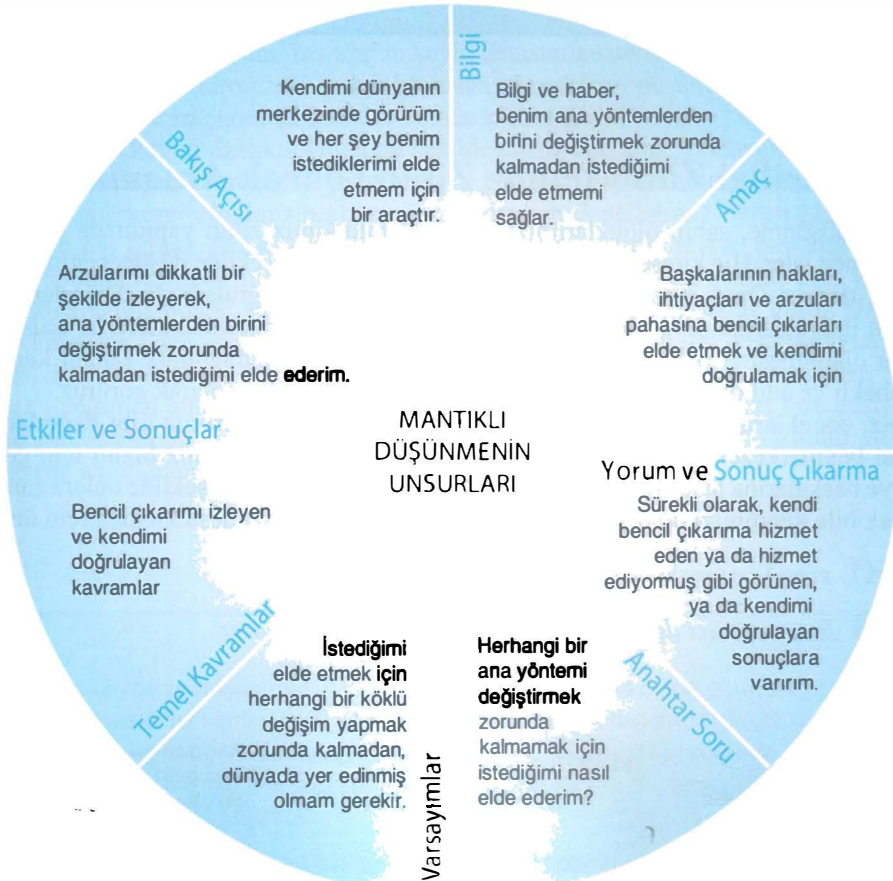 Bilgi
Bilgi ve haber,
benim ana yöntemlerden
birini değiştirmek zorunda
kalmadan istediğimi
elde etmemi
sağlar.
Amaç
Başkalarının hakları,
ihtiyaçları ve arzuları
pahasına bencil çıkarları
elde etmek ve kendimi
doğrulamak için
Yorum ve Sonuç Çıkarma
Sürekli olarak, kendi
bencil çıkarıma hizmet
eden ya da hizmet
ediyormuş gibi görünen,
ya da kendimi
doğrulayan
sonuçlara
varırım.
Anahtar Soru
Herhangi bir
ana yöntemi
değiştirmek
zorunda
kalmamak için
istediğimi nasıl
elde ederim?
Varsayımlar
İstediğimi
elde etmek için
herhangi bir köklü
değişim yapmak
zorunda kalmadan,
dünyada yer edinmiş
olmam gerekir.
Temel Kavramlar
Bencil çıkarımı izleyen
ve kendimi
doğrulayan
kavramlar
Etkiler ve Sonuçlar
Arzularımı dikkatli bir
şekilde izleyerek,
ana yöntemlerden birini
değiştirmek zorunda
kalmadan istediğimi elde ederim.
Bakış Açısı
Kendimi dünyanın
merkezinde görürüm
ve her şey benim
istediklerimi elde
etmem için
bir araçtır.
MANTIKLI
DÜŞÜNMENİN
UNSURLARI